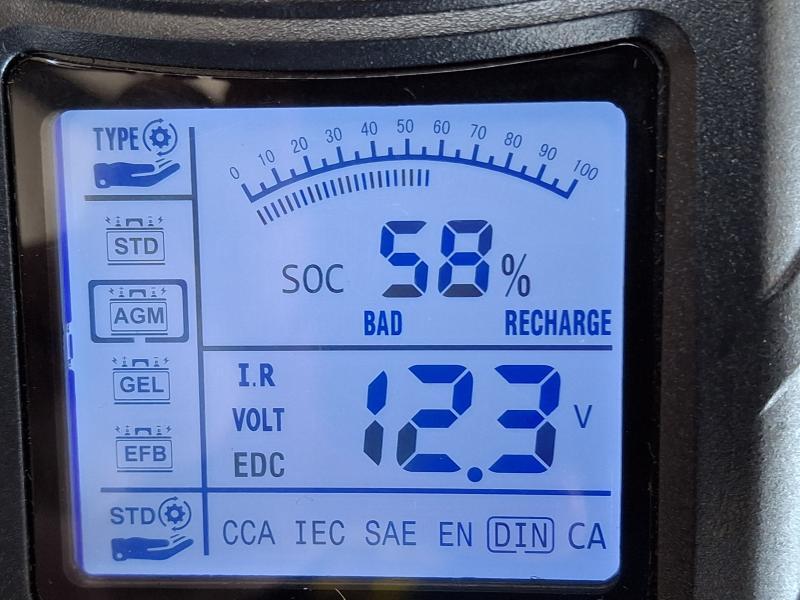 TYPE
0 10 20 30 40 50 60 70 80 90 100
STD
SOC 58%
AGM
BAD RECHARGE
GEL
I.R
VOLT 12.3 V
EFB
EDC
STD
CCA IEC SAE EN DIN CA